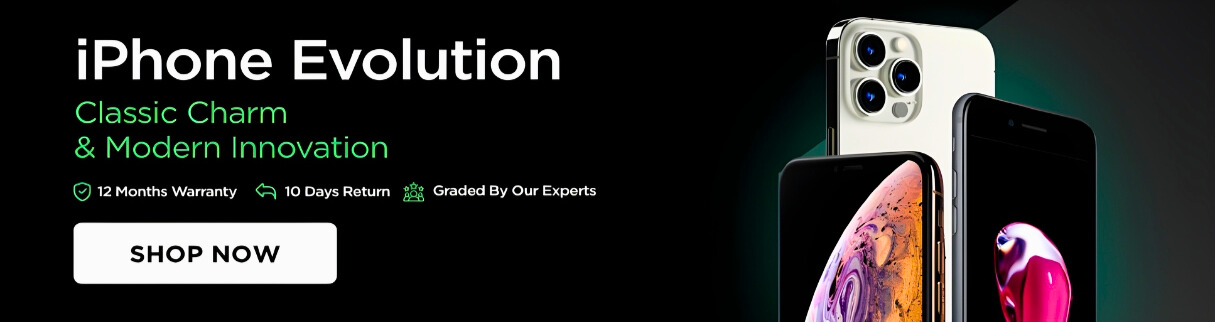 iPhone Evolution
Classic Charm
& Modern Innovation
12 Months Warranty 10 Days Return Graded By Our Experts
SHOP NOW